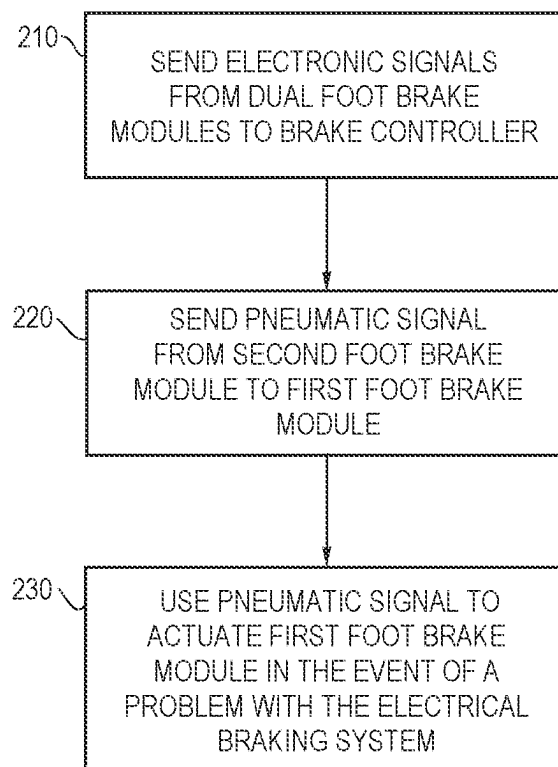 210
SEND ELECTRONIC SIGNALS
FROM DUAL FOOT BRAKE
MODULES TO BRAKE CONTROLLER
220
SEND PNEUMATIC SIGNAL
FROM SECOND FOOT BRAKE
MODULE TO FIRST FOOT BRAKE
MODULE
230
USE PNEUMATIC SIGNAL TO
ACTUATE FIRST FOOT BRAKE
MODULE IN THE EVENT OF A
PROBLEM WITH THE ELECTRICAL
BRAKING SYSTEM